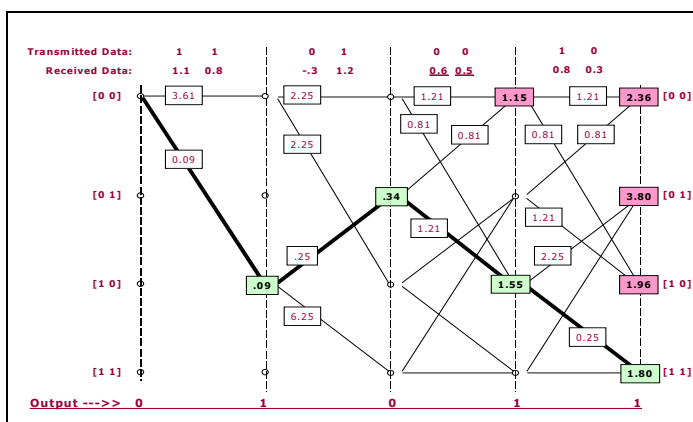 Transmitted Data: 1 1 0 1 0 0 1 0
Received Data: 1.1 0.8 -.3 1.2 0.6 0.5 0.8 0.3
[0 0] 3.61 2.25 1.21 1.15 1.21 2.36 [0 0]
0.81
0.81 0.81 0.81
2.25
0.09
[0 1] .34 3.80 [0 1]
1.21
1.21
.25 2.25
[1 0] .09 1.55 1.96 [1 0]
6.25
0.25
[1 1] 1.80 [1 1]
Output --->> 0 1 0 1 1